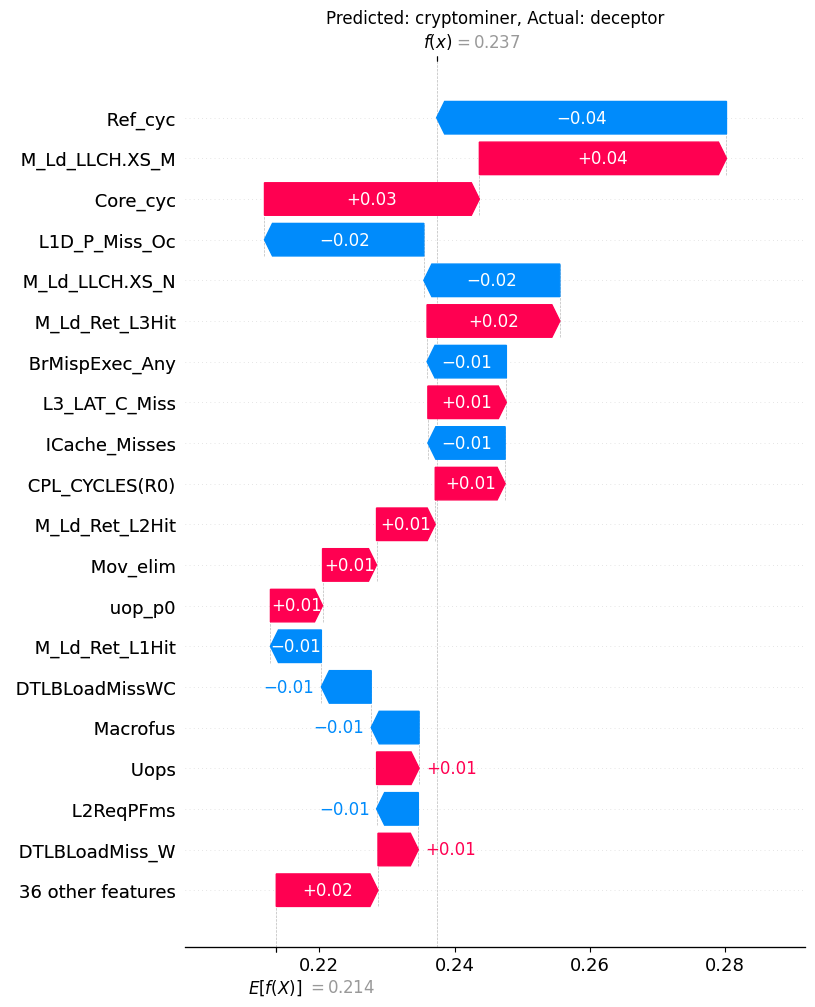 Predicted: cryptominer, Actual: deceptor
f(x) = 0.237
Ref_cyc −0.04
M_Ld_LLCH.XS_M +0.04
Core_cyc +0.03
L1D_P_Miss_Oc −0.02
M_Ld_LLCH.XS_N −0.02
M_Ld_Ret_L3Hit +0.02
BrMispExec_Any −0.01
L3_LAT_C_Miss +0.01
ICache_Misses −0.01
CPL_CYCLES(R0) +0.01
M_Ld_Ret_L2Hit +0.01
Mov_elim +0.01
uop_p0 +0.01
M_Ld_Ret_L1Hit −0.01
DTLBLoadMissWC −0.01
Macrofus −0.01
Uops +0.01
L2ReqPFms −0.01
DTLBLoadMiss_W +0.01
36 other features +0.02
0.22 0.24 0.26 0.28
E[f(X)] = 0.214